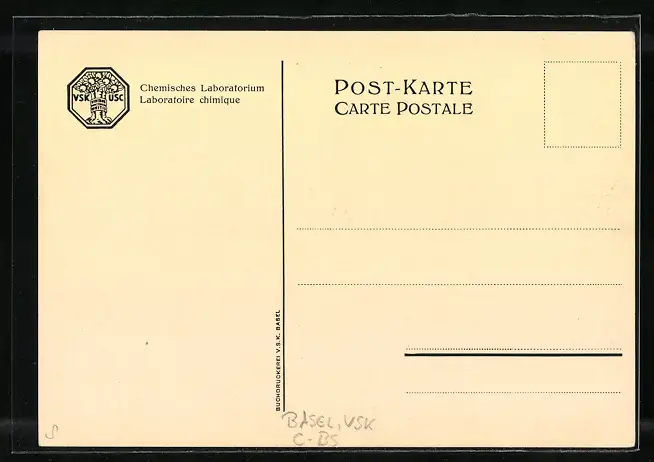 VSK USC
Chemisches Laboratorium
Laboratoire chimique
POST-KARTE
CARTE POSTALE
BUCHDRUCKEREI V. S. K. BASEL
BASEL, VSK
C-BS